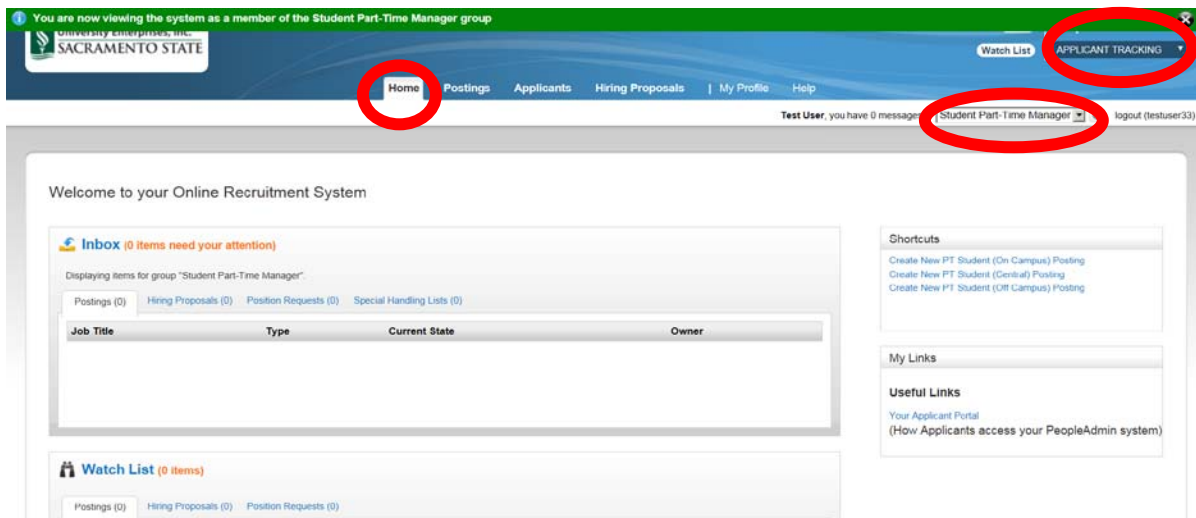 You are now viewing the system as a member of the Student Part-Time Manager group
University Enterprises, Inc.
SACRAMENTO STATE
Watch List
APPLICANT TRACKING
Home Postings Applicants Hiring Proposals | My Profile Help
Test User, you have 0 message Student Part-Time Manager logout (testuser33)
Welcome to your Online Recruitment System
Inbox (0 items need your attention)
Displaying items for group "Student Part-Time Manager".
Postings (0) Hiring Proposals (0) Position Requests (0) Special Handling Lists (0)
Job Title Type Current State Owner
Shortcuts
Create New PT Student (On Campus) Posting
Create New PT Student (Central) Posting
Create New PT Student (Off Campus) Posting
My Links
Useful Links
Your Applicant Portal
(How Applicants access your PeopleAdmin system)
Watch List (0 items)
Postings (0) Hiring Proposals (0) Position Requests (0)